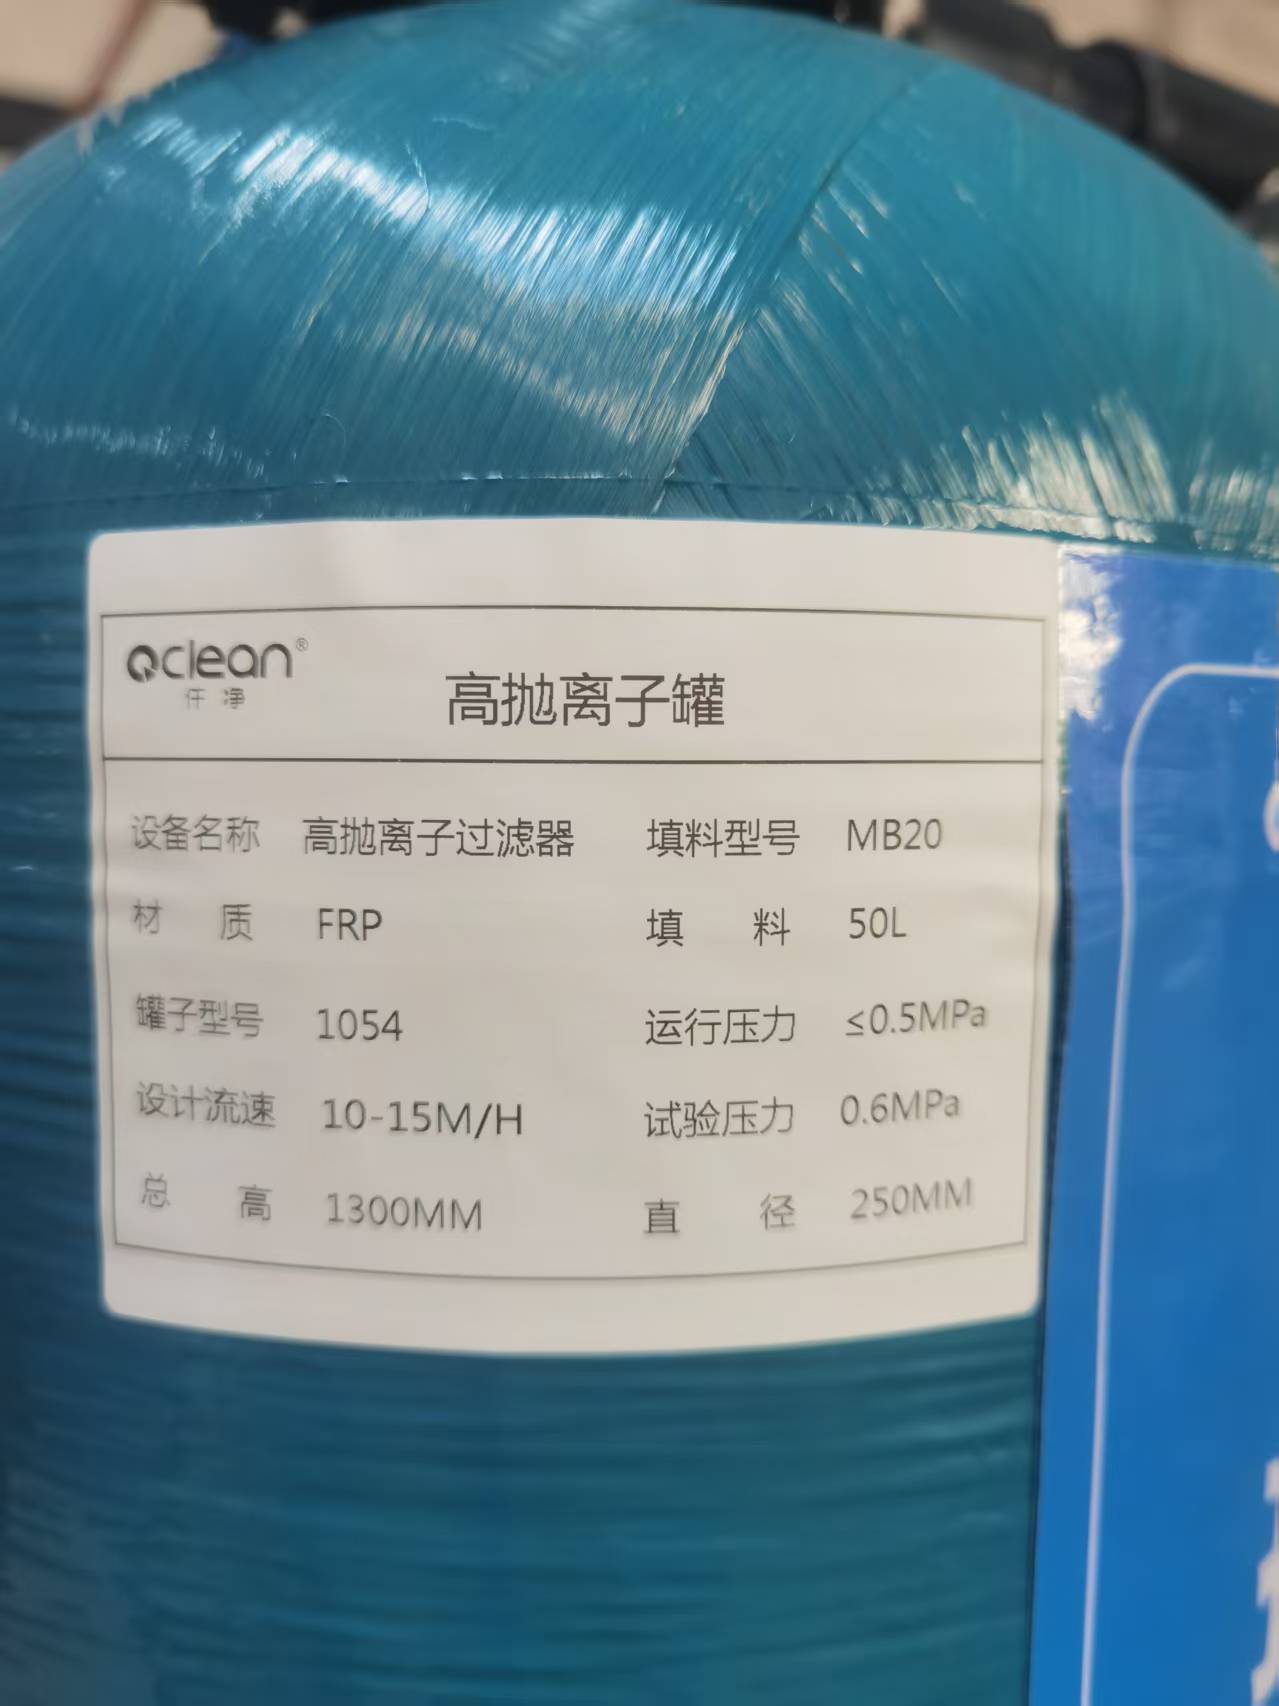 Qclean®
仟净
高抛离子罐
设备名称 高抛离子过滤器 填料型号 MB20
材 质 FRP 填 料 50L
罐子型号 1054 运行压力 ≤0.5MPa
设计流速 10-15M/H 试验压力 0.6MPa
总 高 1300MM 直 径 250MM